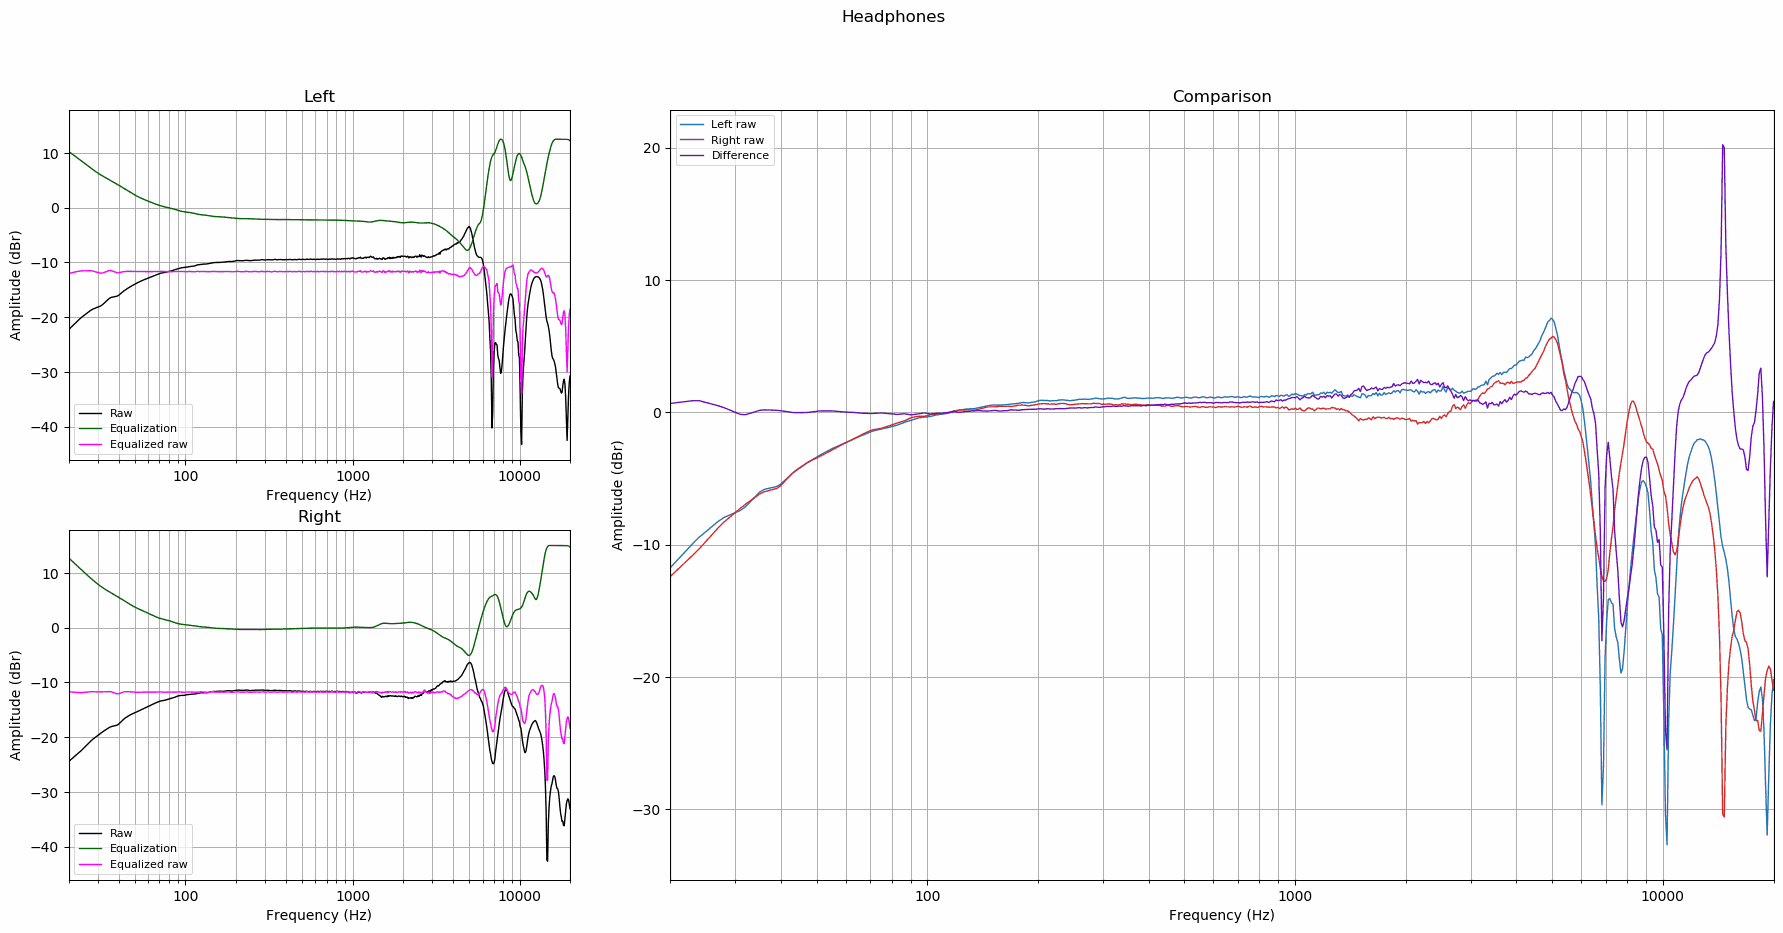 Headphones
Left
Amplitude (dBr)
10
0
−10
−20
−30
−40
Raw
Equalization
Equalized raw
100
1000
10000
Frequency (Hz)
Right
Amplitude (dBr)
10
0
−10
−20
−30
−40
Raw
Equalization
Equalized raw
100
1000
10000
Frequency (Hz)
Comparison
Amplitude (dBr)
20
10
0
−10
−20
−30
Left raw
Right raw
Difference
100
1000
10000
Frequency (Hz)